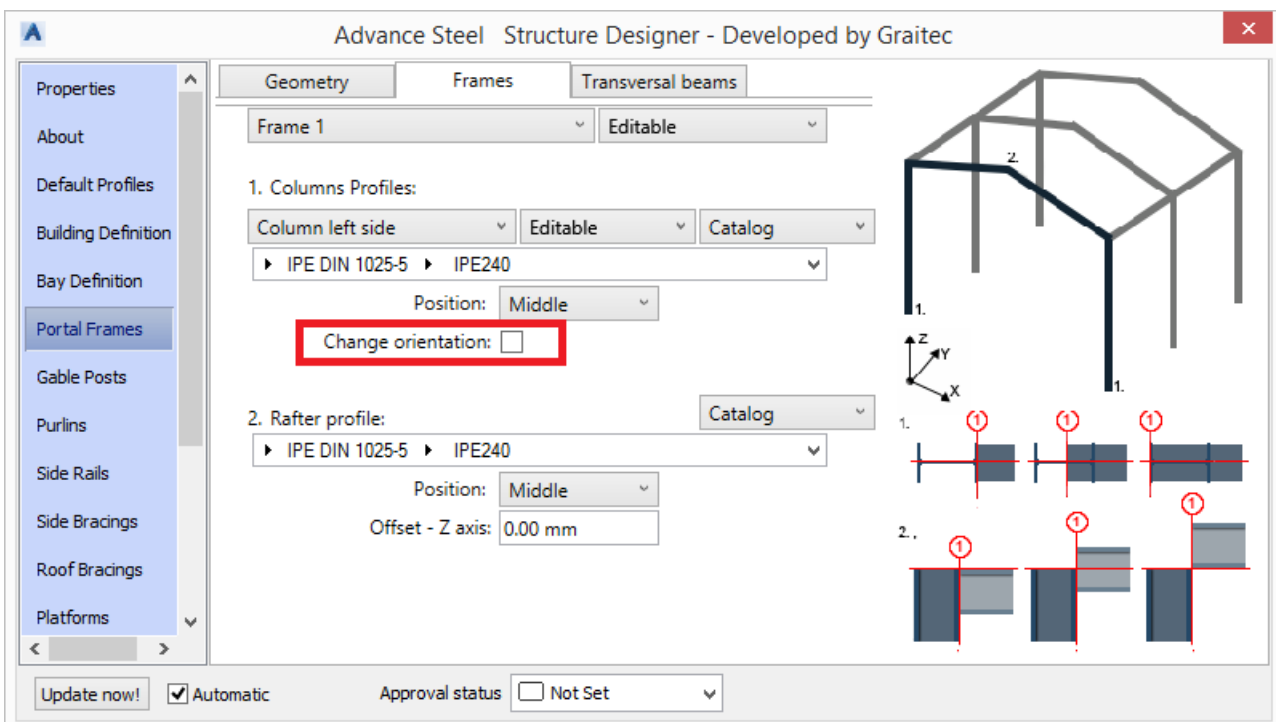 Advance Steel Structure Designer - Developed by Graitec
Properties
About
Default Profiles
Building Definition
Bay Definition
Portal Frames
Gable Posts
Purlins
Side Rails
Side Bracings
Roof Bracings
Platforms
Geometry
Frames
Transversal beams
Frame 1
Editable
1. Columns Profiles:
Column left side
Editable
Catalog
IPE DIN 1025-5
IPE240
Position: Middle
Change orientation:
2. Rafter profile:
Catalog
IPE DIN 1025-5
IPE240
Position: Middle
Offset - Z axis: 0.00 mm
2.
1.
1.
Z
Y
X
1.
1
1
1
2. .
1
1
1
Update now!
Automatic
Approval status
Not Set